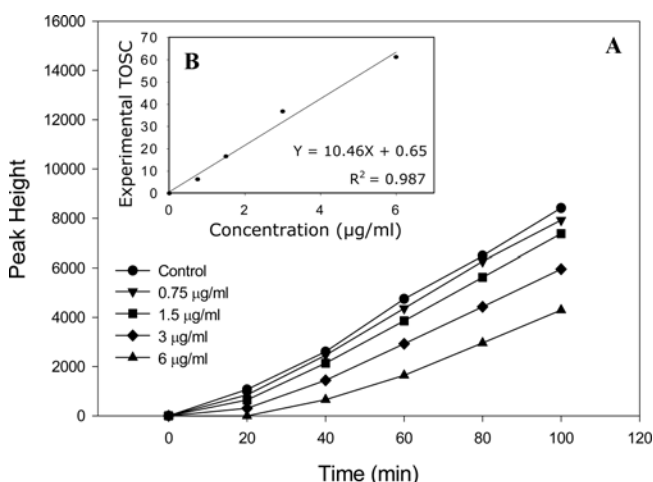 A
Peak Height
16000
14000
12000
10000
8000
6000
4000
2000
0
B
Experimental TOSC
70
60
50
40
30
20
10
0
Y = 10.46X + 0.65
R² = 0.987
0 2 4 6
Concentration (µg/ml)
Control
0.75 µg/ml
1.5 µg/ml
3 µg/ml
6 µg/ml
0 20 40 60 80 100 120
Time (min)